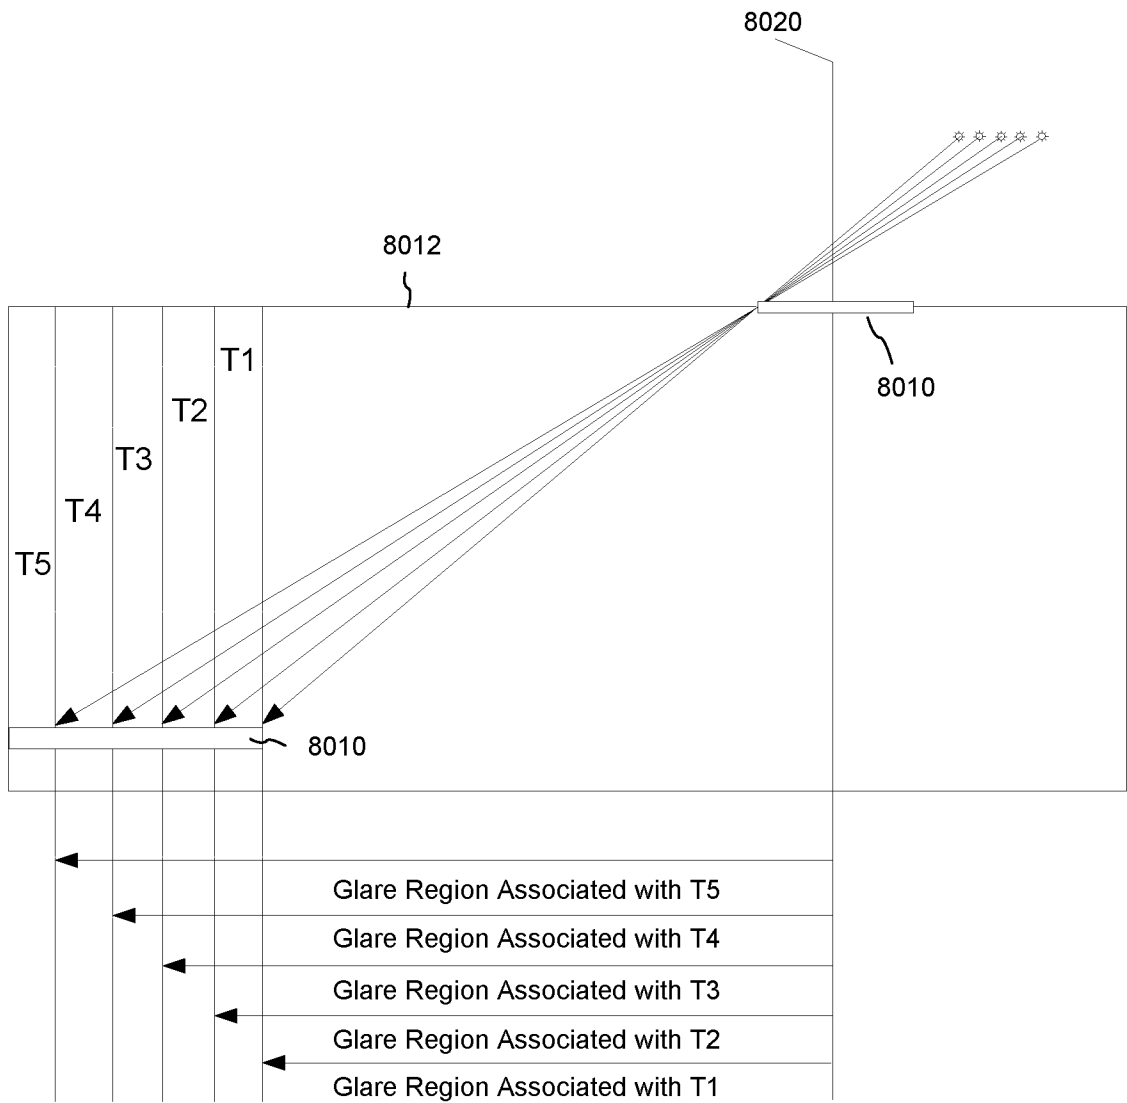 8020
8012
T1
8010
T2
T3
T4
T5
8010
Glare Region Associated with T5
Glare Region Associated with T4
Glare Region Associated with T3
Glare Region Associated with T2
Glare Region Associated with T1